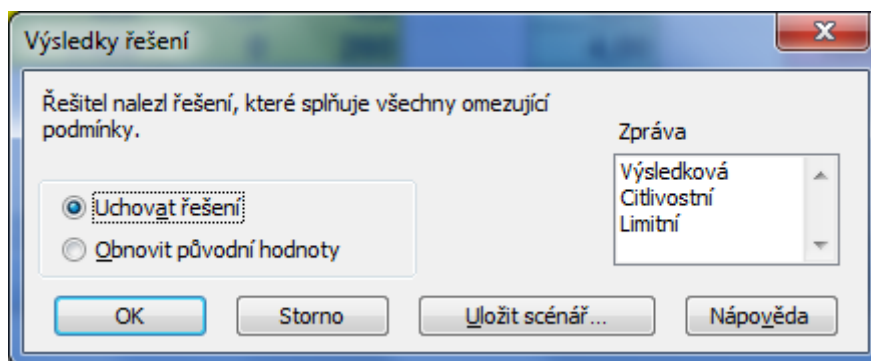 Výsledky řešení
Řešitel nalezl řešení, které splňuje všechny omezující
podmínky.
Zpráva
Výsledková
Citlivostní
Limitní
Uchovat řešení
Obnovit původní hodnoty
OK
Storno
Uložit scénář...
Nápověda